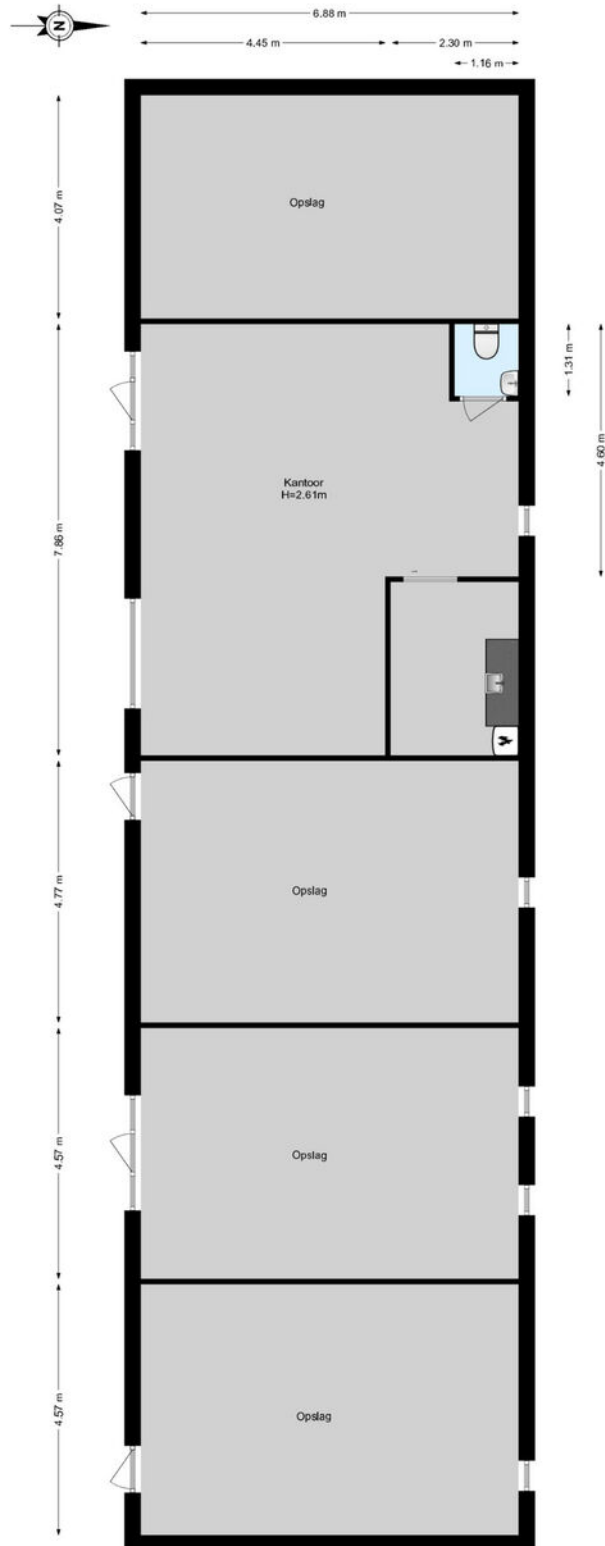 N
6.88 m
4.45 m
2.30 m
1.16 m
4.07 m
Opslag
1.31 m
4.60 m
7.86 m
Kantoor
H=2.61m
4.77 m
Opslag
4.57 m
Opslag
4.57 m
Opslag